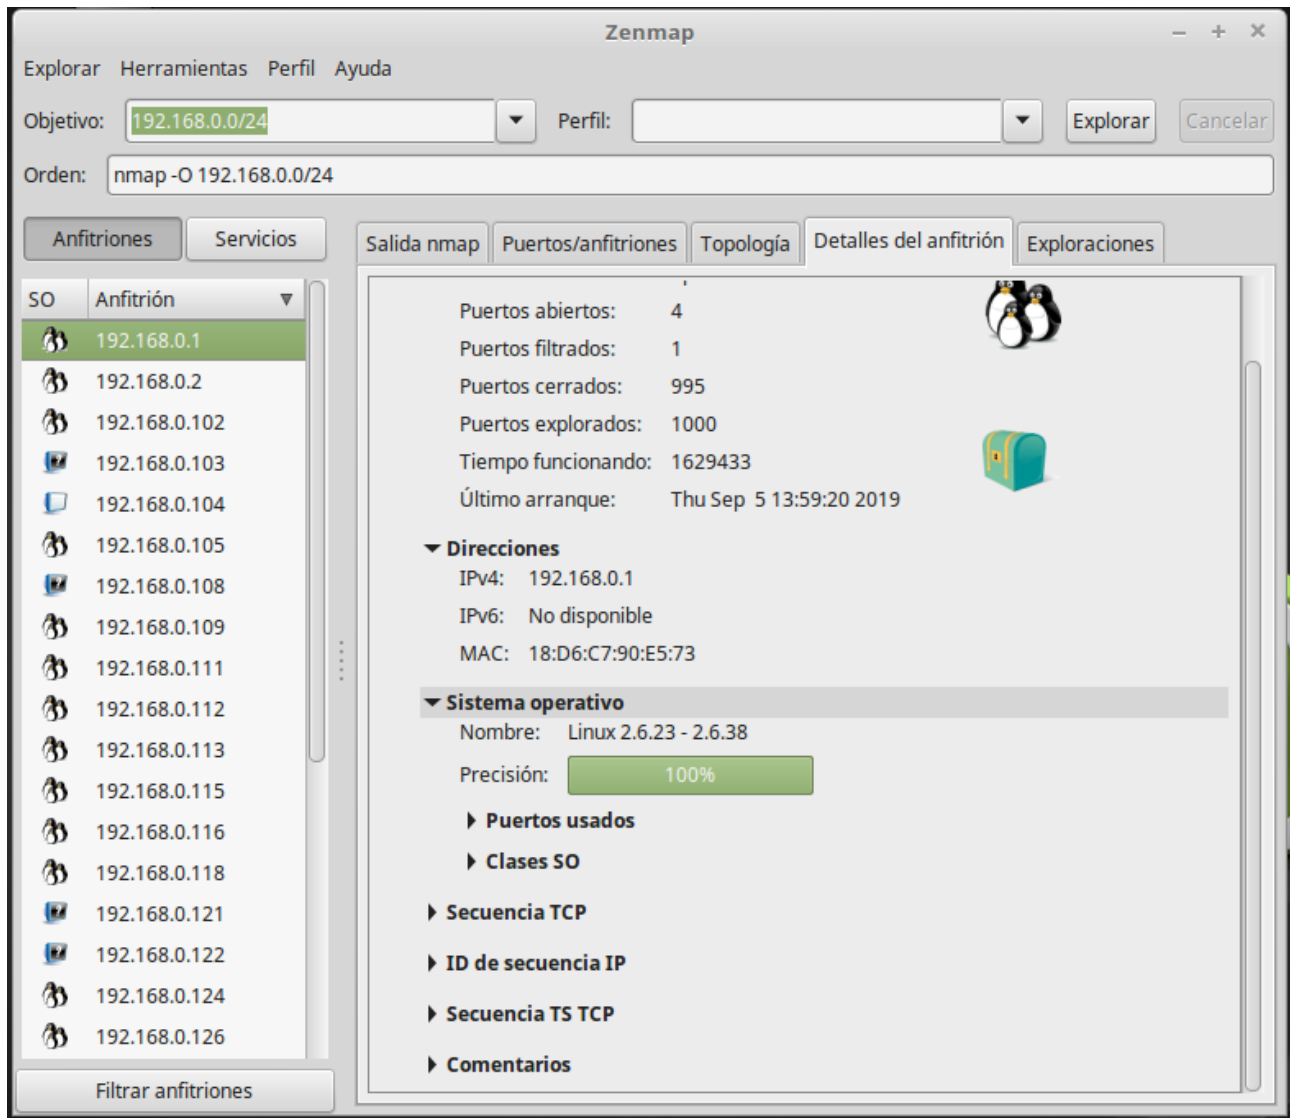 Zenmap
Explorar Herramientas Perfil Ayuda
Objetivo: 192.168.0.0/24 Perfil: Explorar Cancelar
Orden: nmap -O 192.168.0.0/24
Anfitriones Servicios
SO Anfitrión
192.168.0.1
192.168.0.2
192.168.0.102
192.168.0.103
192.168.0.104
192.168.0.105
192.168.0.108
192.168.0.109
192.168.0.111
192.168.0.112
192.168.0.113
192.168.0.115
192.168.0.116
192.168.0.118
192.168.0.121
192.168.0.122
192.168.0.124
192.168.0.126
Filtrar anfitriones
Salida nmap Puertos/anfitriones Topología Detalles del anfitrión Exploraciones
Puertos abiertos: 4
Puertos filtrados: 1
Puertos cerrados: 995
Puertos explorados: 1000
Tiempo funcionando: 1629433
Último arranque: Thu Sep 5 13:59:20 2019
Direcciones
IPv4: 192.168.0.1
IPv6: No disponible
MAC: 18:D6:C7:90:E5:73
Sistema operativo
Nombre: Linux 2.6.23 - 2.6.38
Precisión: 100%
Puertos usados
Clases SO
Secuencia TCP
ID de secuencia IP
Secuencia TS TCP
Comentarios